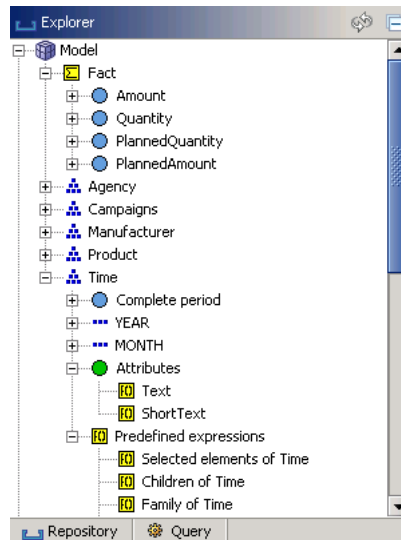 Explorer
Model
Fact
Amount
Quantity
PlannedQuantity
PlannedAmount
Agency
Campaigns
Manufacturer
Product
Time
Complete period
YEAR
MONTH
Attributes
F() Text
F() ShortText
F() Predefined expressions
F() Selected elements of Time
F() Children of Time
F() Family of Time
Repository Query